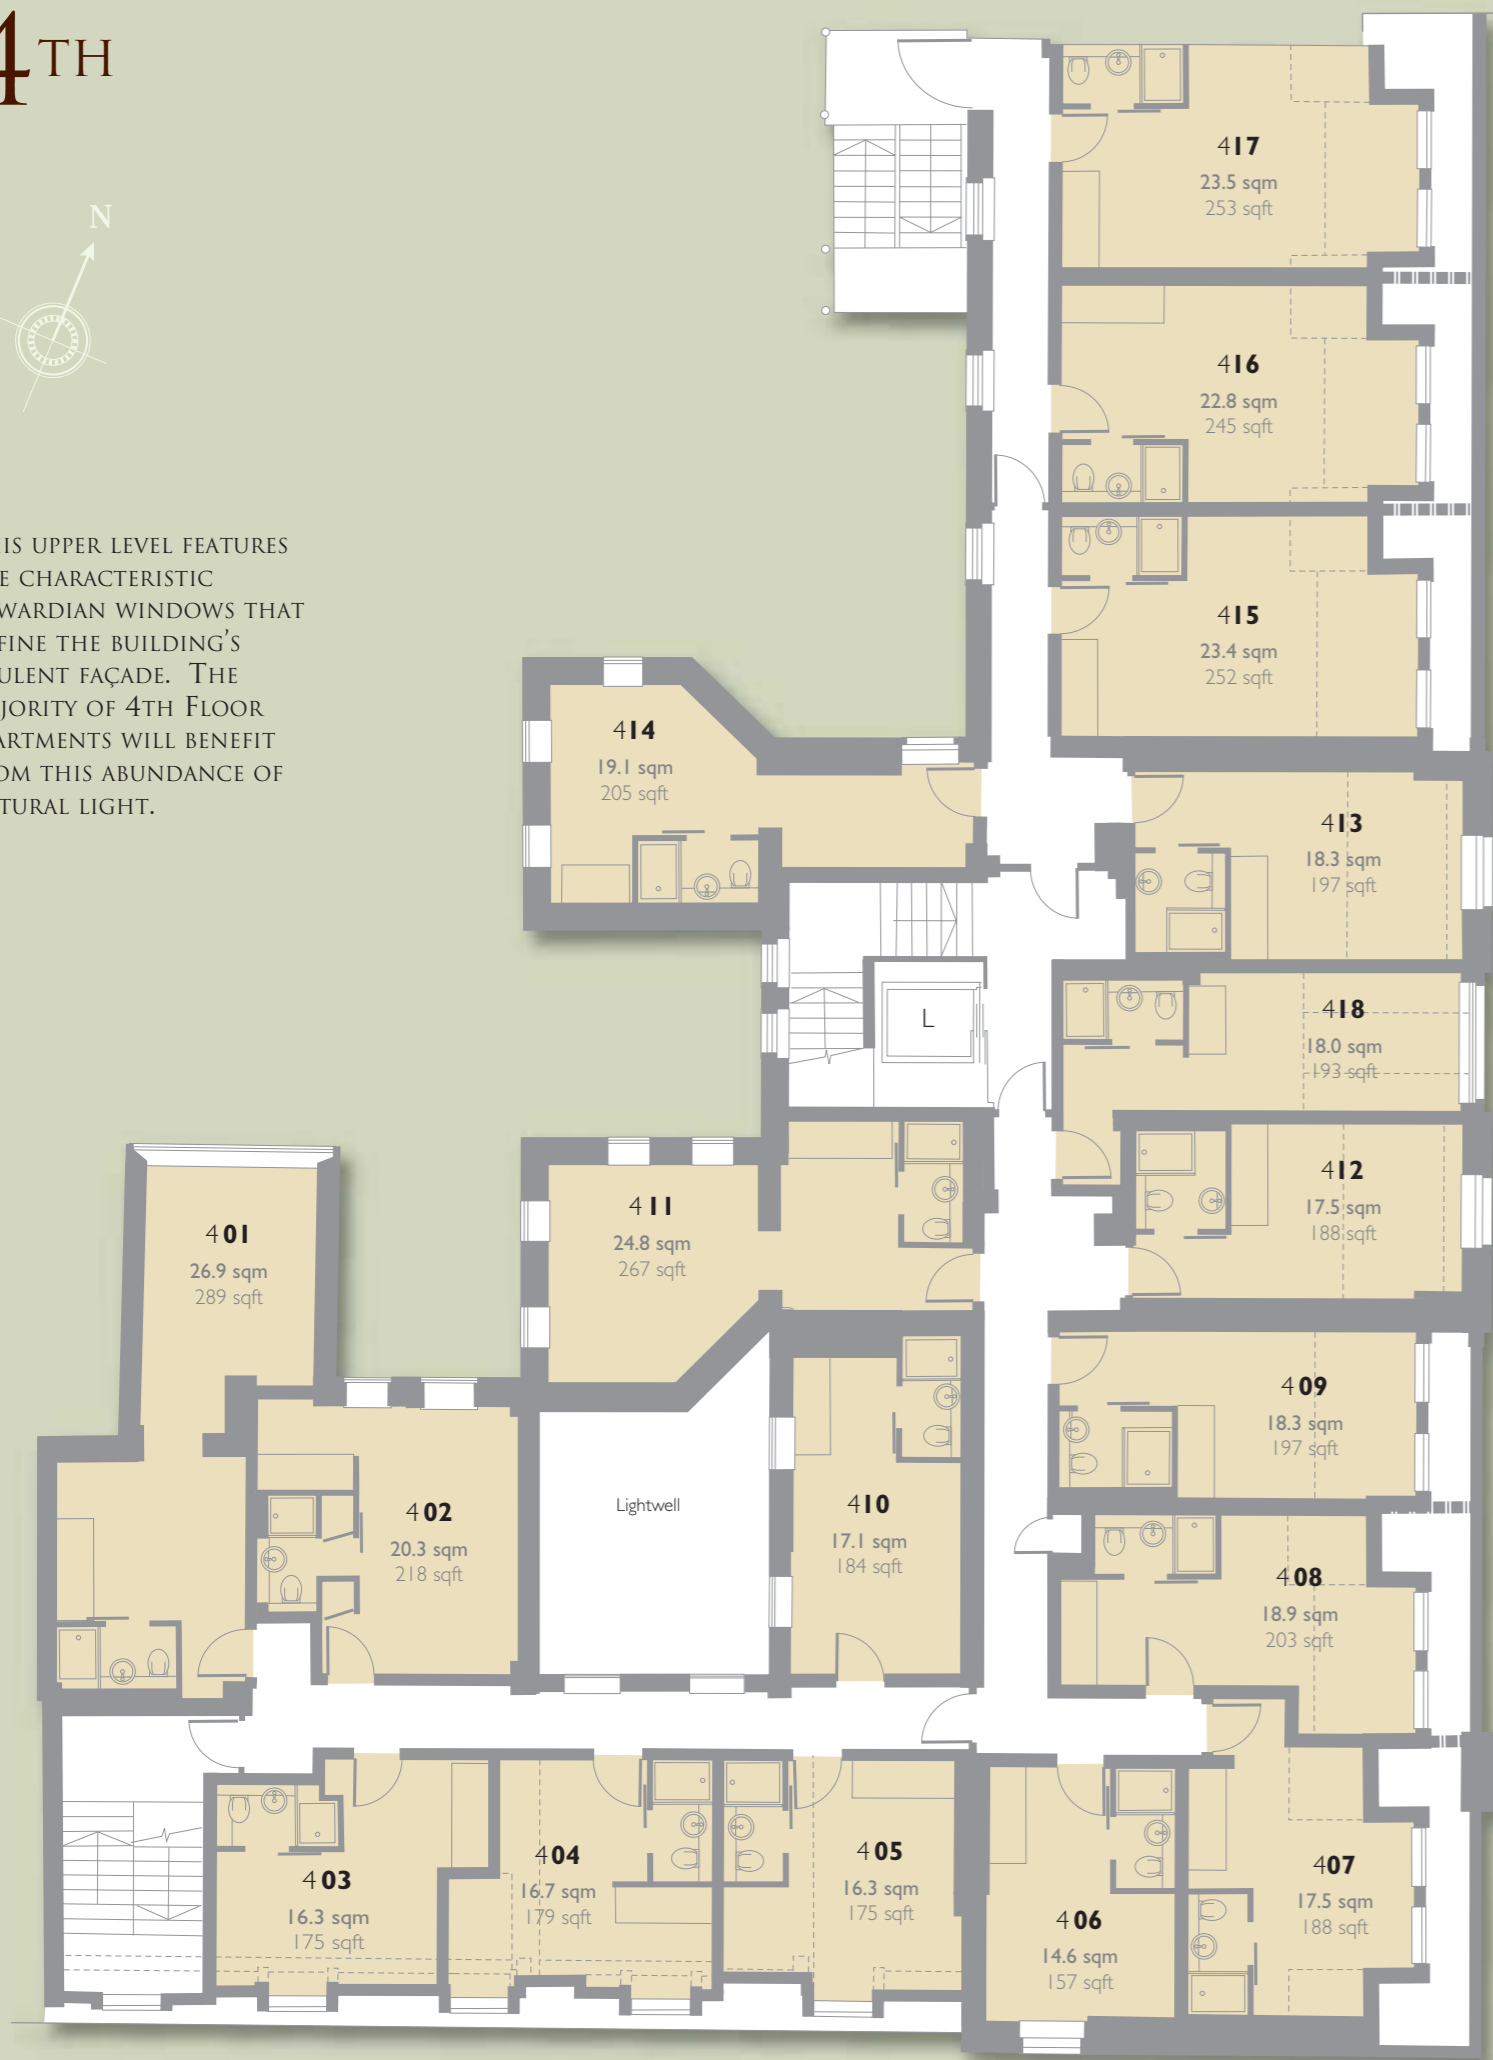 4TH
N
IS UPPER LEVEL FEATURES
E CHARACTERISTIC
WARDIAN WINDOWS THAT
FINE THE BUILDING'S
ULENT FAÇADE. THE
JORITY OF 4TH FLOOR
ARTMENTS WILL BENEFIT
OM THIS ABUNDANCE OF
TURAL LIGHT.
417
23.5 sqm
253 sqft
416
22.8 sqm
245 sqft
415
23.4 sqm
252 sqft
414
19.1 sqm
205 sqft
413
18.3 sqm
197 sqft
418
18.0 sqm
193 sqft
L
412
17.5 sqm
188 sqft
411
24.8 sqm
267 sqft
401
26.9 sqm
289 sqft
409
18.3 sqm
197 sqft
402
20.3 sqm
218 sqft
Lightwell
410
17.1 sqm
184 sqft
408
18.9 sqm
203 sqft
403
16.3 sqm
175 sqft
404
16.7 sqm
179 sqft
405
16.3 sqm
175 sqft
406
14.6 sqm
157 sqft
407
17.5 sqm
188 sqft